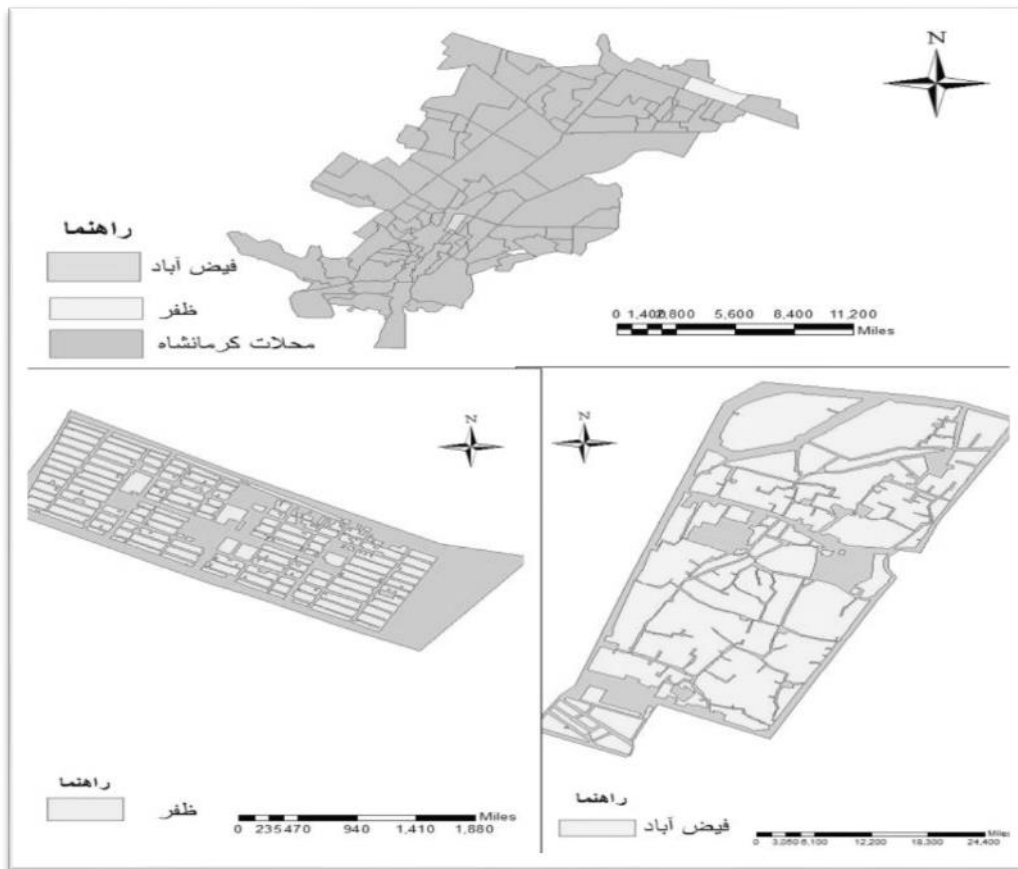 N
راهنما
فیض آباد
ظفر
محلات کرمانشاه
0 1,400 2,800 5,600 8,400 11,200
Miles
N
راهنما
ظفر
Miles
0 235 470 940 1,410 1,880
N
راهنما
فیض آباد
Miles
0 3,050 6,100 12,200 18,300 24,400